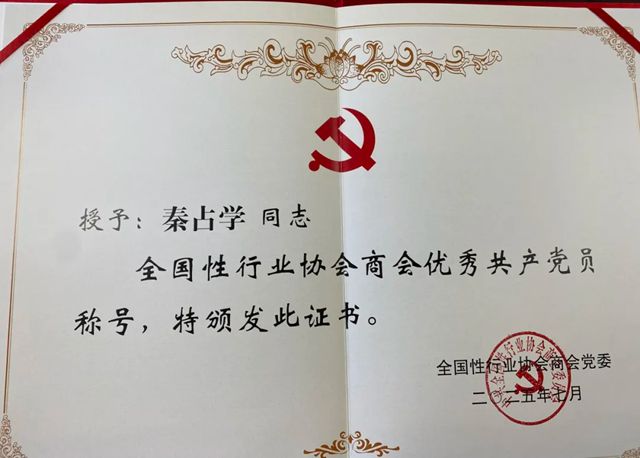 授予：秦占学 同志
全国性行业协会商会优秀共产党员
称号，特颁发此证书。
全国性行业协会商会党委
二〇二五年七月